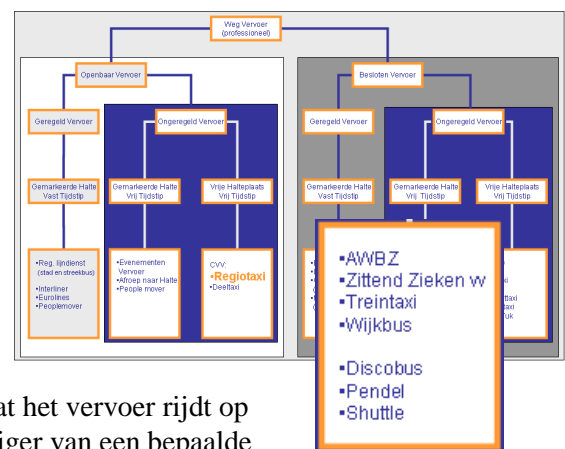 Weg Vervoer
(professioneel)
Openbaar Vervoer
Besloten Vervoer
Geregeld Vervoer
Ongeregeld Vervoer
Geregeld Vervoer
Ongeregeld Vervoer
Gemarkeerde Halte
Vast Tijdstip
Gemarkeerde Halte
Vrij Tijdstip
Vrije Halteplaats
Vrij Tijdstip
Gemarkeerde Halte
Vast Tijdstip
Gemarkeerde Halte
Vrij Tijdstip
Vrije Halteplaats
Vrij Tijdstip
•Reg. lijndienst
(stad en streekbus)
•Interliner
•Eurolines
•Peoplemover
•Evenementen
Vervoer
•Afroep naar Halte
•People mover
CVV:
•Regiotaxi
•Deeltaxi
▪AWBZ
▪Zittend Zieken w
▪Treintaxi
▪Wijkbus
▪Discobus
▪Pendel
▪Shuttle
at het vervoer rijdt op
iger van een bepaalde